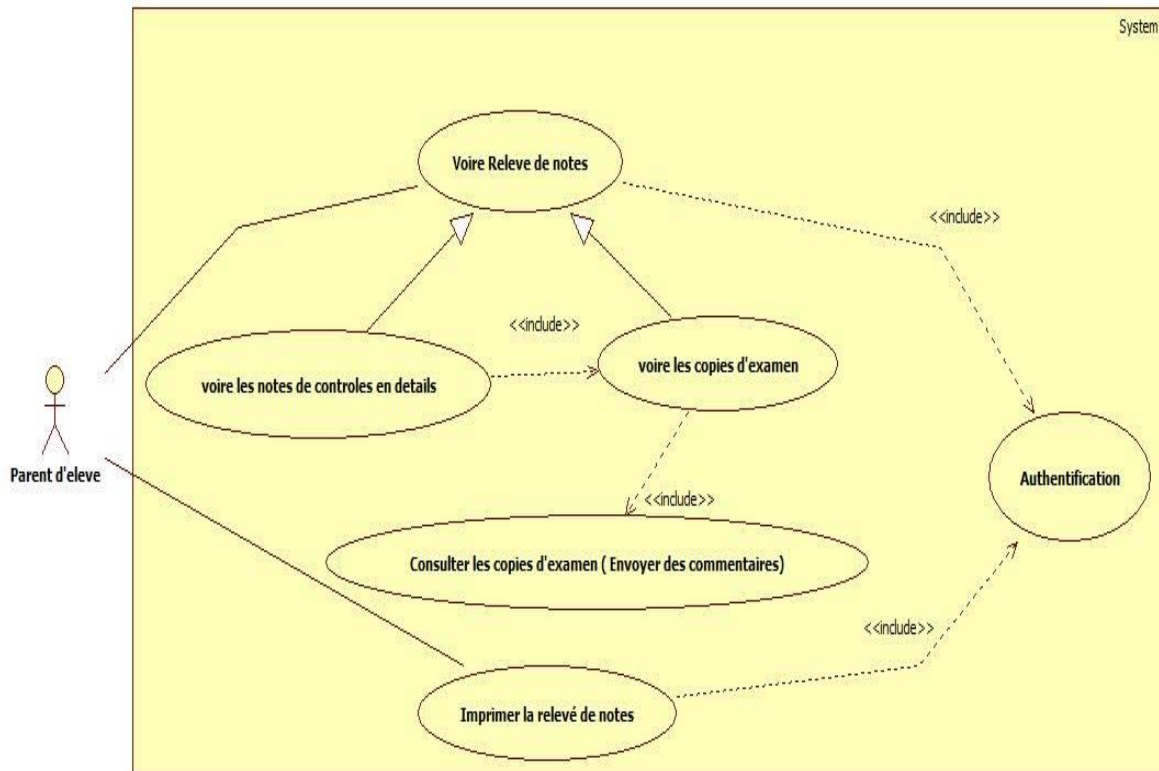 System
Voire Releve de notes
<<include>>
<<include>>
voire les notes de controles en details
voire les copies d'examen
Parent d'eleve
Authentification
<<include>>
Consulter les copies d'examen ( Envoyer des commentaires)
<<include>>
Imprimer la relevé de notes